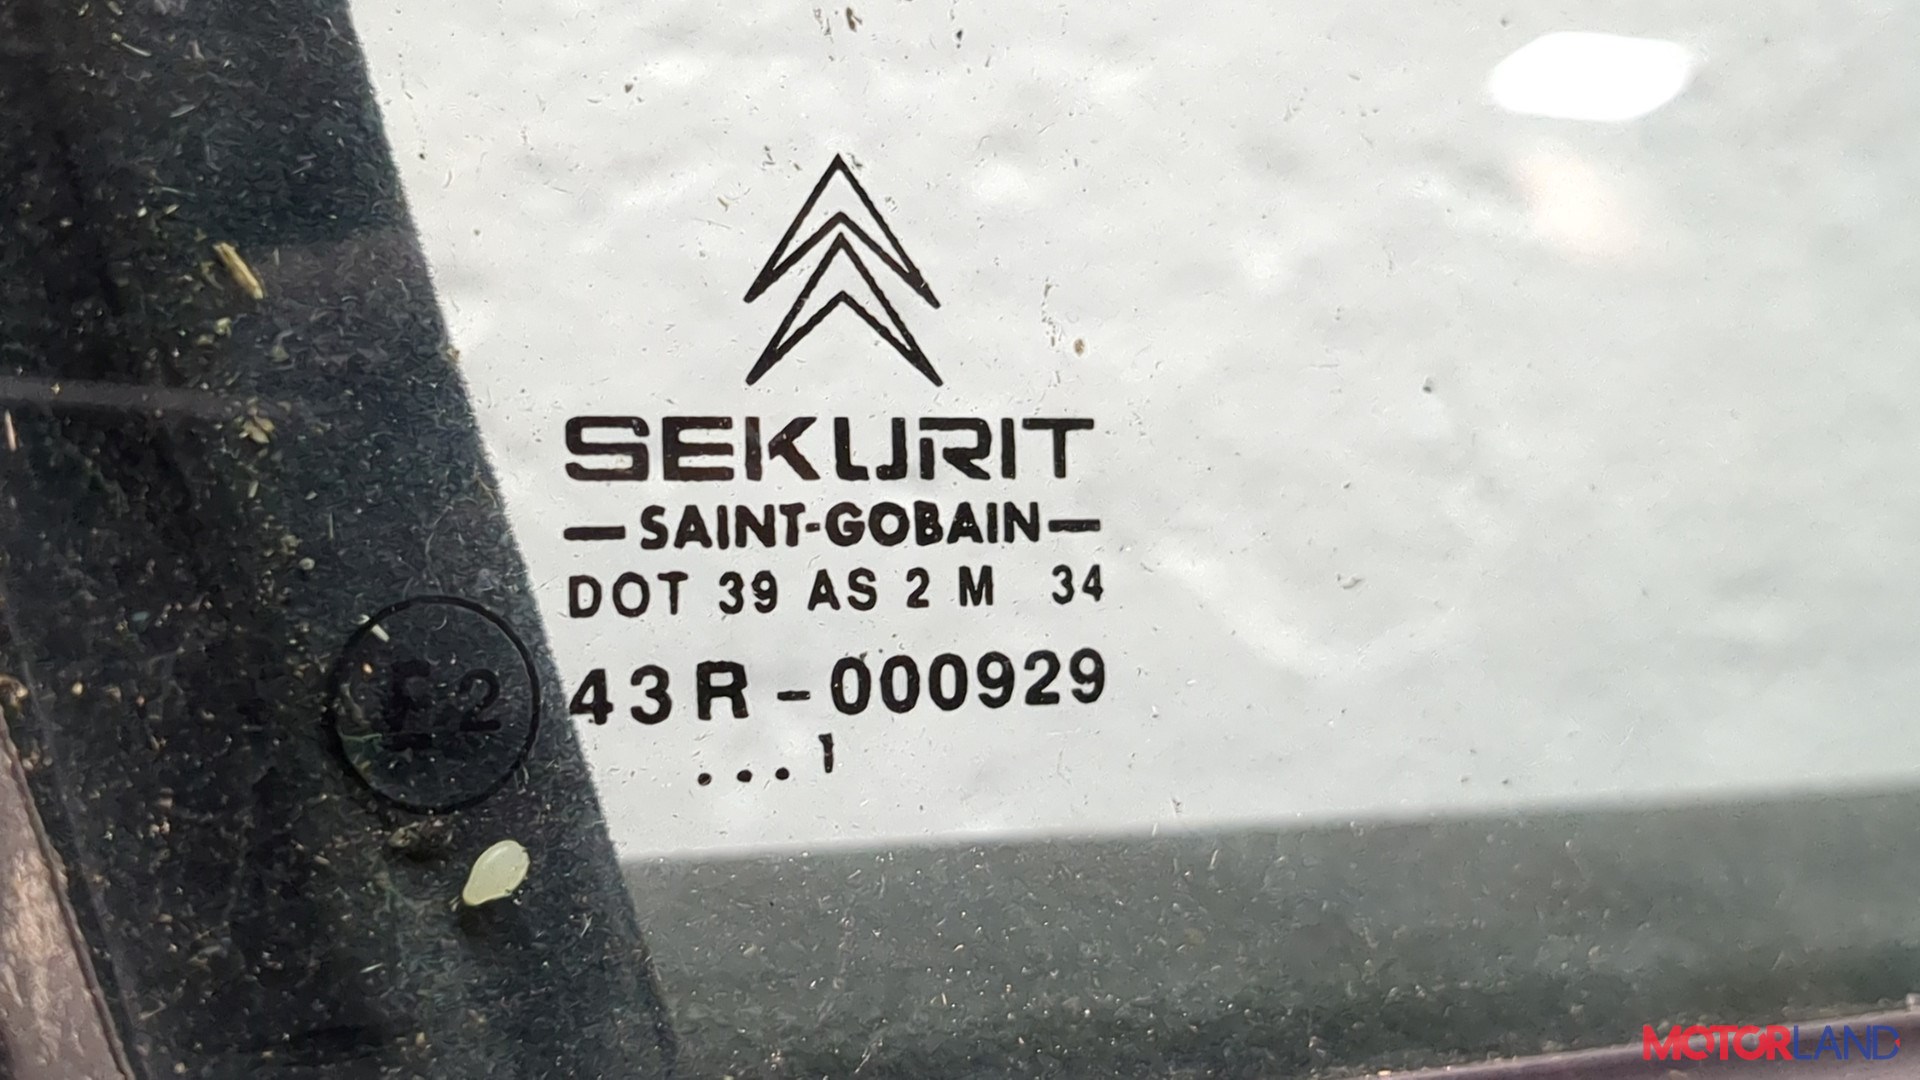 SEKURIT
—SAINT-GOBAIN—
DOT 39 AS 2 M 34
E2 43R-000929
...1
MOTORLAND